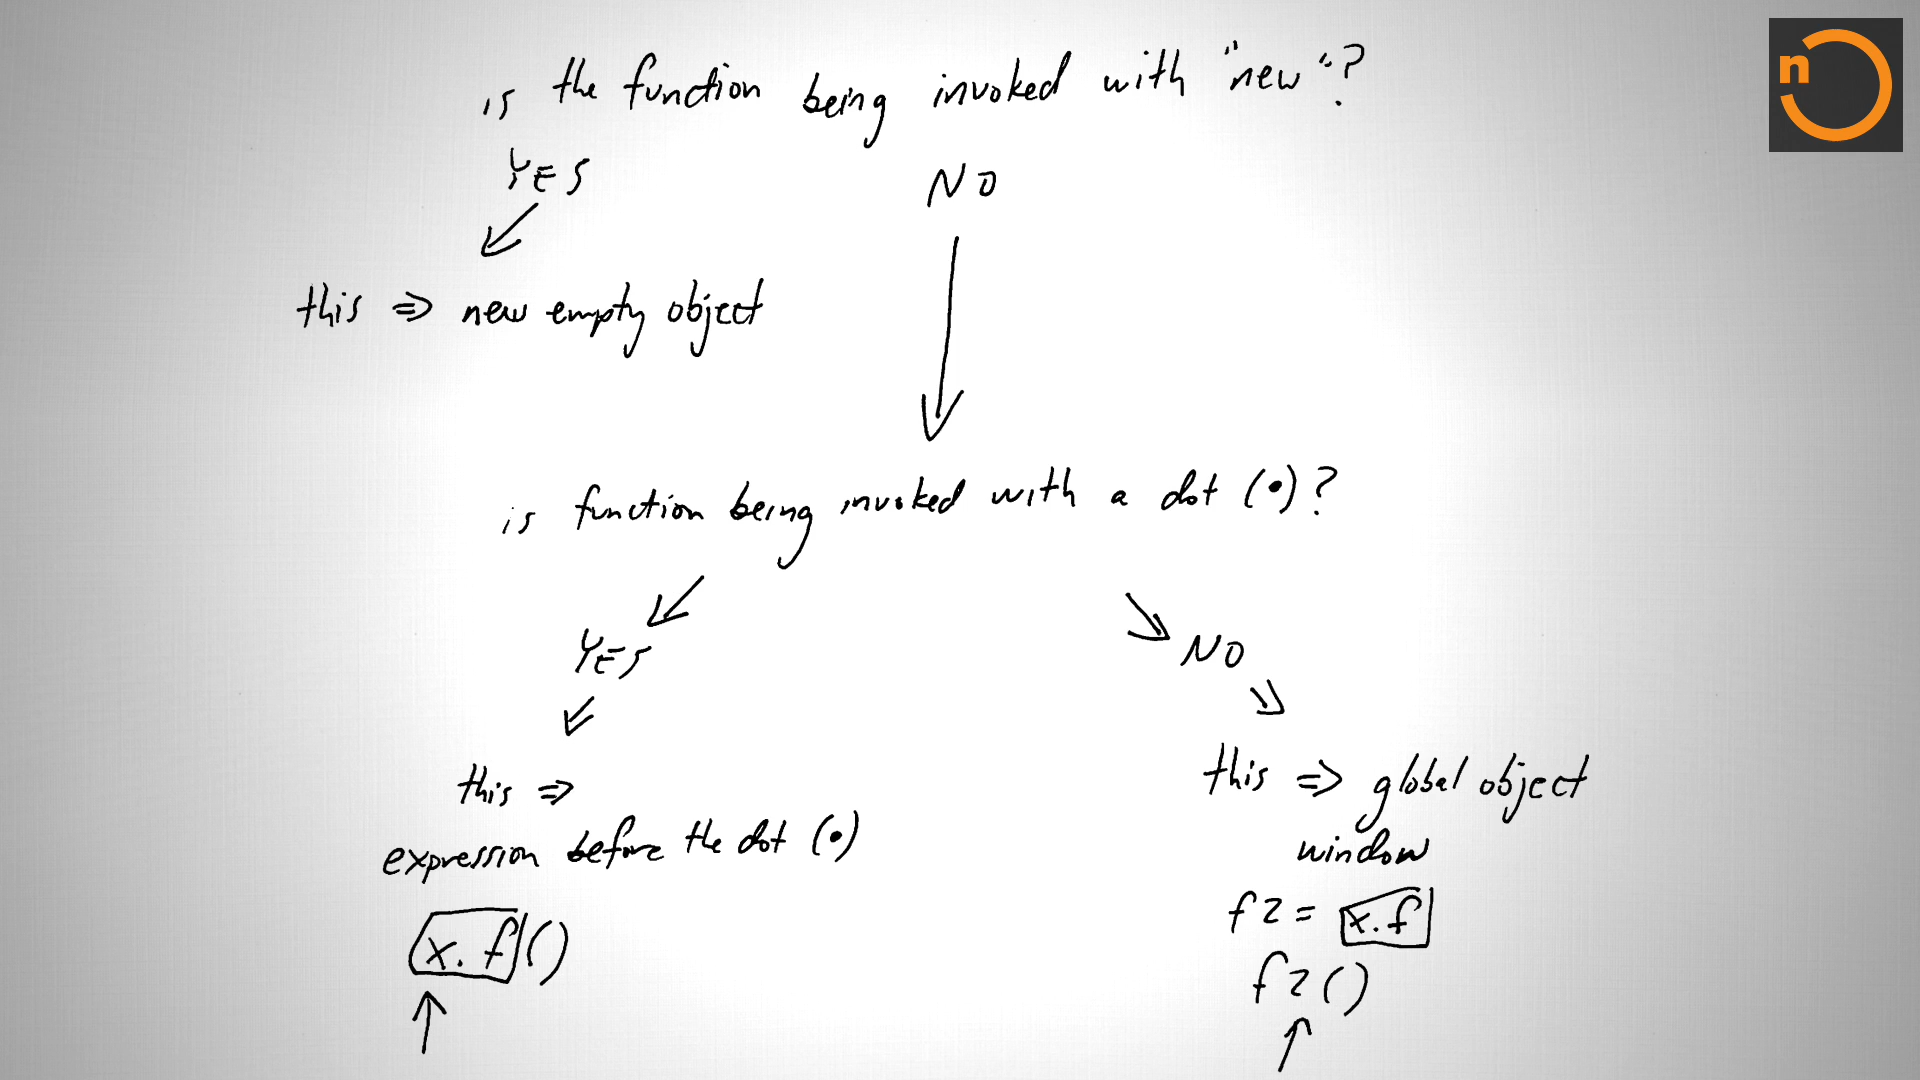 is the function being invoked with "new"?
YES
NO
this => new empty object
is function being invoked with a dot (•)?
YES
NO
this =>
expression before the dot (•)
x.f()
this => global object
window
f2 = x.f
f2()
n